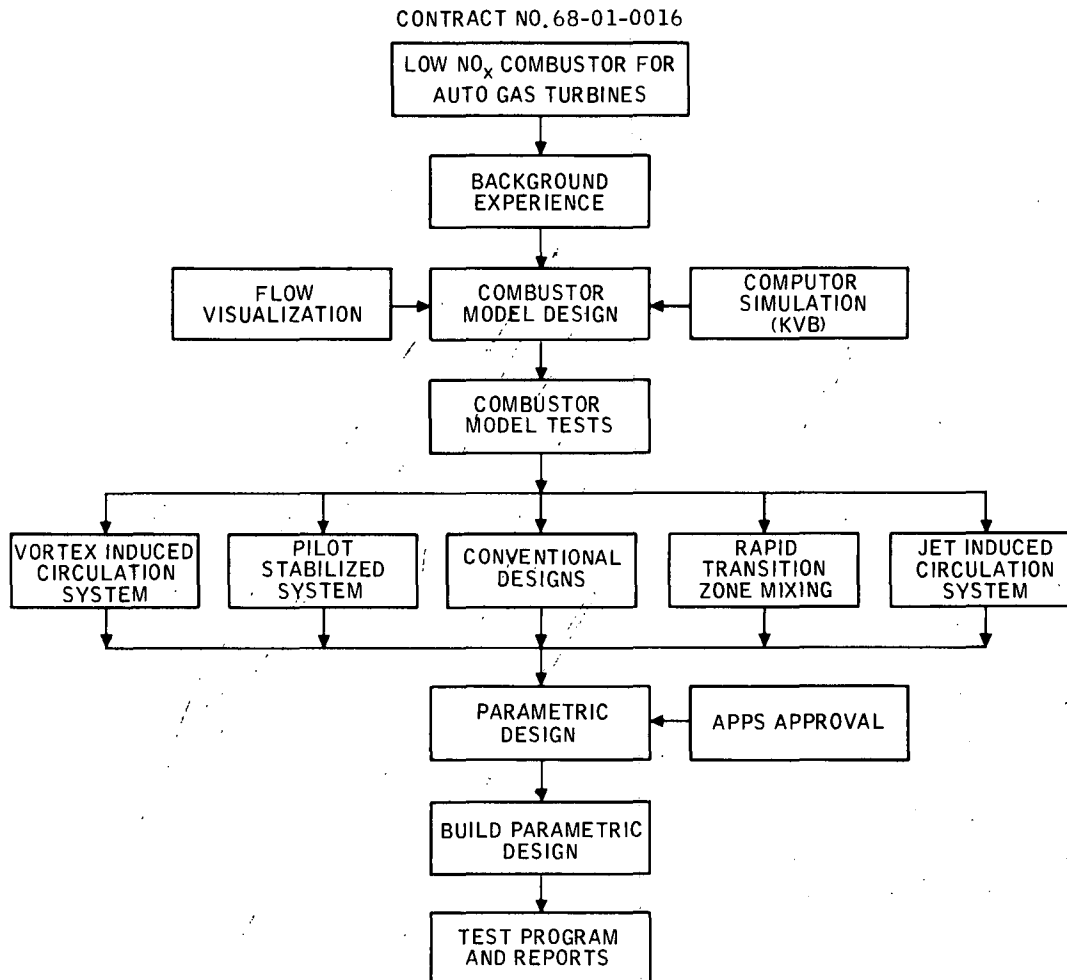 CONTRACT NO. 68-01-0016
LOW NOx COMBUSTOR FOR
AUTO GAS TURBINES
BACKGROUND
EXPERIENCE
FLOW
VISUALIZATION
COMBUSTOR
MODEL DESIGN
COMPUTOR
SIMULATION
(KVB)
COMBUSTOR
MODEL TESTS
VORTEX INDUCED
CIRCULATION
SYSTEM
PILOT
STABILIZED
SYSTEM
CONVENTIONAL
DESIGNS
RAPID
TRANSITION
ZONE MIXING
JET INDUCED
CIRCULATION
SYSTEM
PARAMETRIC
DESIGN
APPS APPROVAL
BUILD PARAMETRIC
DESIGN
TEST PROGRAM
AND REPORTS